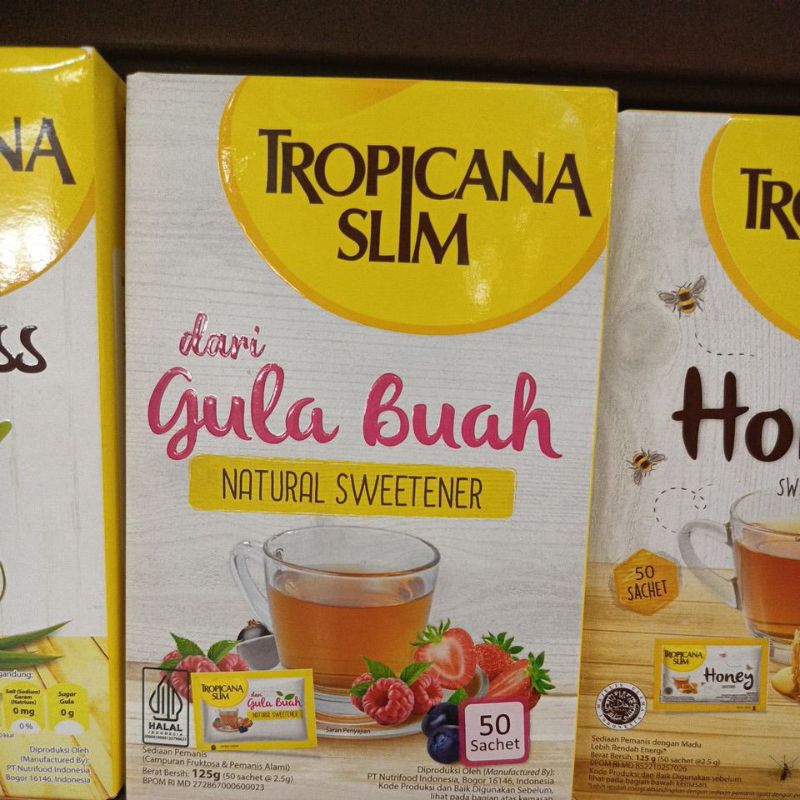 NA
ss
gandung:
Salt (Sodium)
Garam
(Natrium)
0 mg
0%
Sugar
Gula
0 g
Diproduksi Oleh
(Manufactured By):
PT Nutrifood Indonesia
Bogor 16146, Indonesia
TROPICANA
SLIM
dari
Gula Buah
NATURAL SWEETENER
HALAL
INDONESIA
TROPICANA
SLIM
dari
Gula Buah
NATURAL SWEETENER
Saran Penyajian
50
Sachet
Sediaan Pemanis
(Campuran Fruktosa & Pemanis Alami)
Berat Bersih: 125g (50 sachet @ 2.5g)
BPOM RI MD 272867000600023
Diproduksi Oleh (Manufactured By):
PT Nutrifood Indonesia, Bogor 16146, Indonesia
Kode Produksi dan Baik Digunakan Sebelum,
lihat pada bagian atas kemasan
TR
Ho
SW
50
SACHET
TROPICANA
SLIM
Honey
Sediaan Pemanis dengan Madu
Lebih Rendah Energi*
Berat Bersih: 125 g (50 sachet @2.5 g)
Kode Produksi dan Baik Digunakan sebelum,
lihat pada bagian bawah kemasan